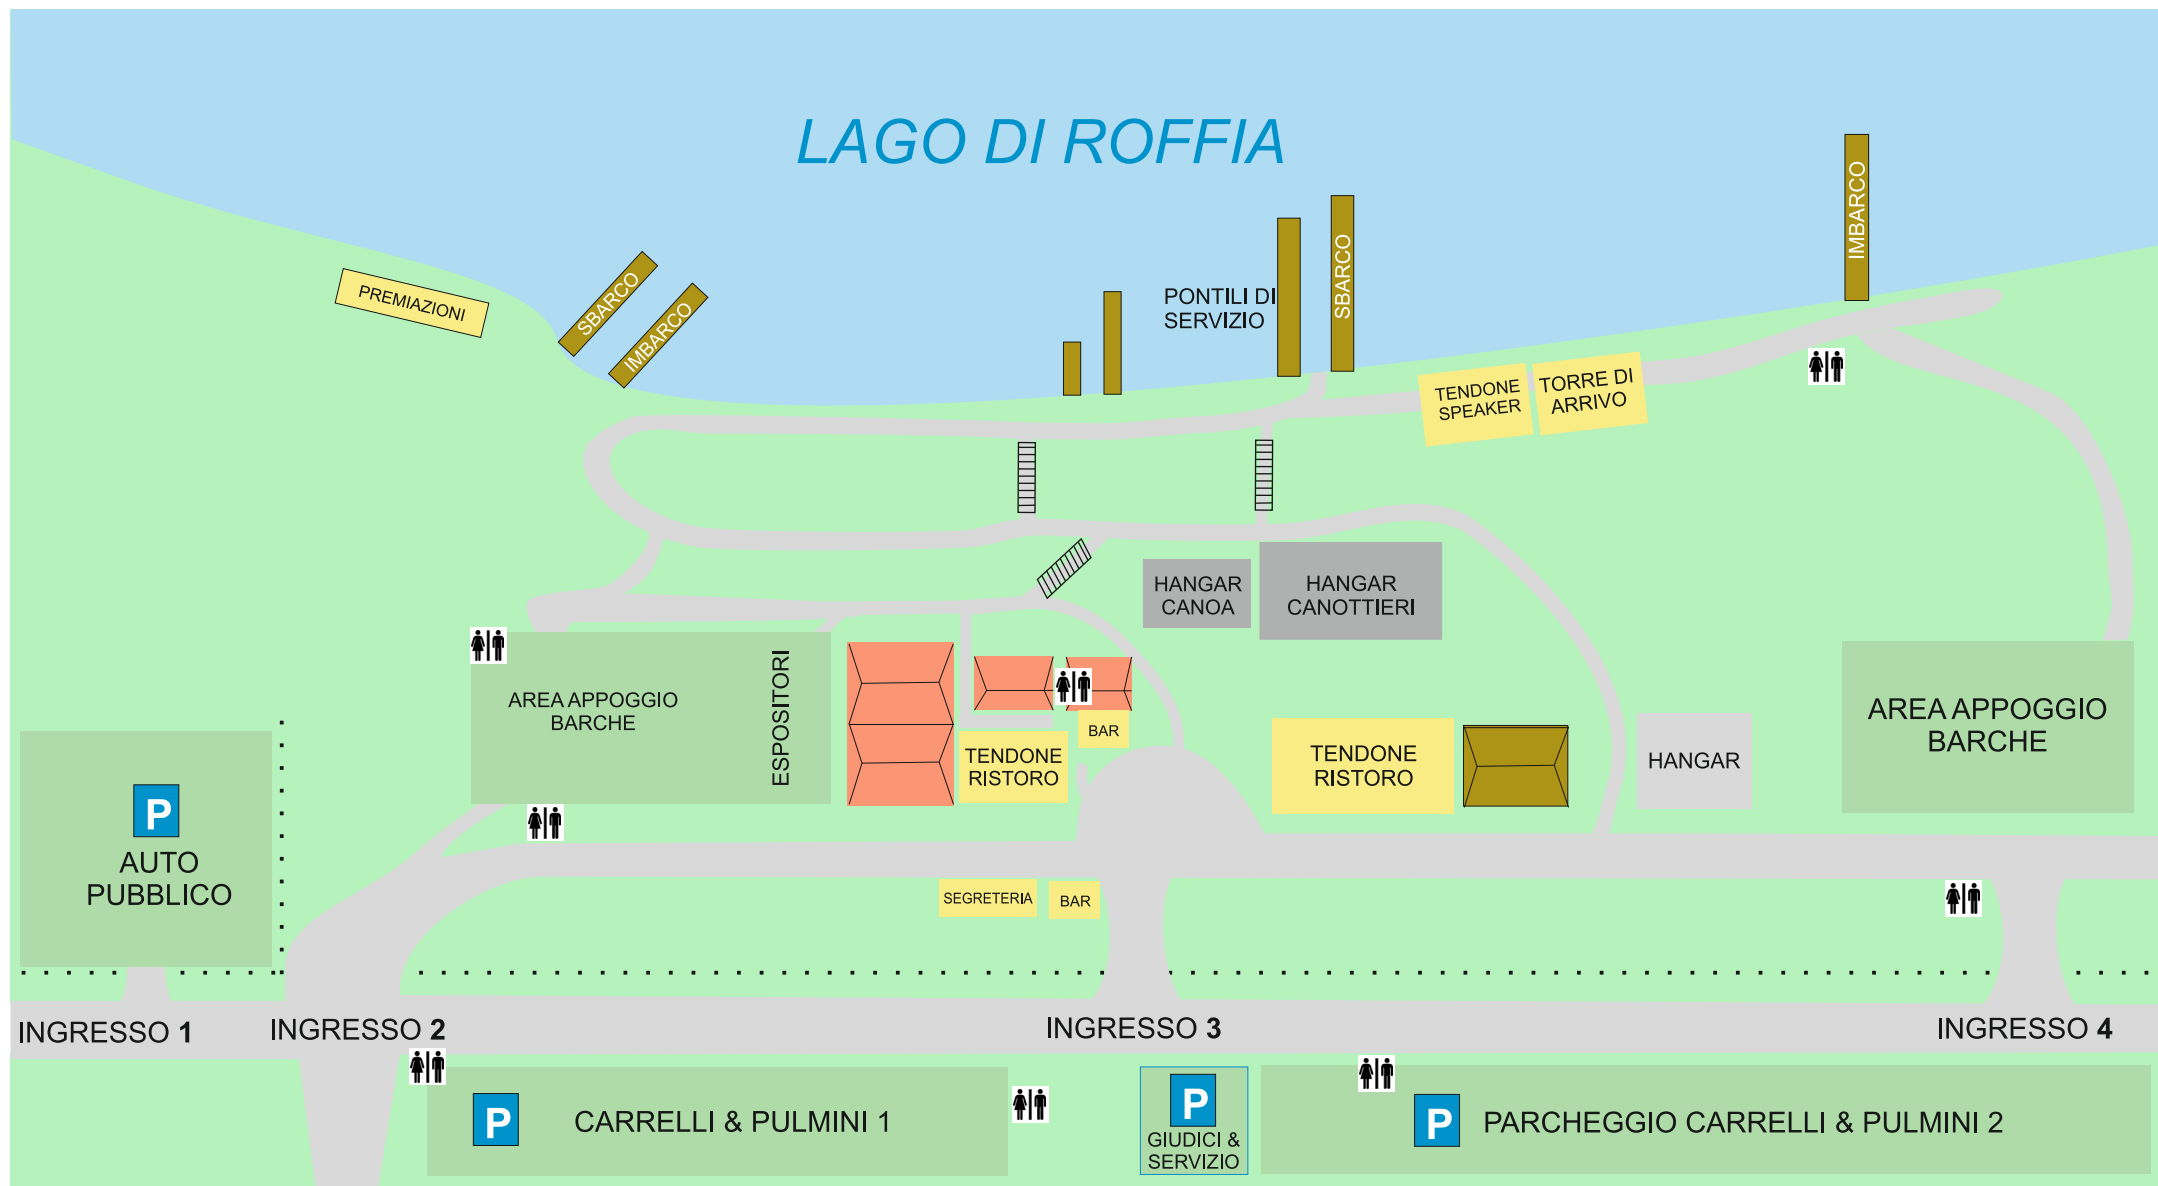 LAGO DI ROFFIA
IMBARCO
SBARCO
PREMIAZIONI
SBARCO
IMBARCO
PONTILI DI
SERVIZIO
TENDONE
SPEAKER
TORRE DI
ARRIVO
HANGAR
CANOA
HANGAR
CANOTTIERI
AREA APPOGGIO
BARCHE
ESPOSITORI
BAR
TENDONE
RISTORO
TENDONE
RISTORO
HANGAR
AREA APPOGGIO
BARCHE
P
AUTO
PUBBLICO
SEGRETERIA
BAR
INGRESSO 1
INGRESSO 2
INGRESSO 3
INGRESSO 4
P
CARRELLI & PULMINI 1
P
GIUDICI &
SERVIZIO
P
PARCHEGGIO CARRELLI & PULMINI 2